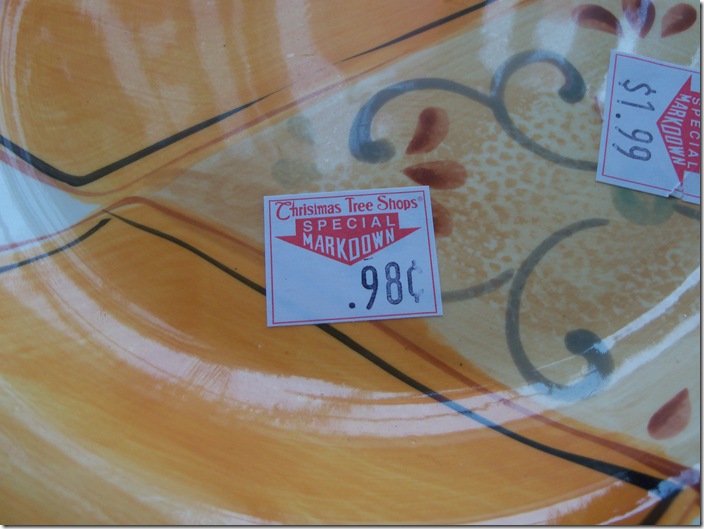 Christmas Tree Shops®
SPECIAL
MARKDOWN
.98¢
SPECIAL
MARKDOWN
$1.99